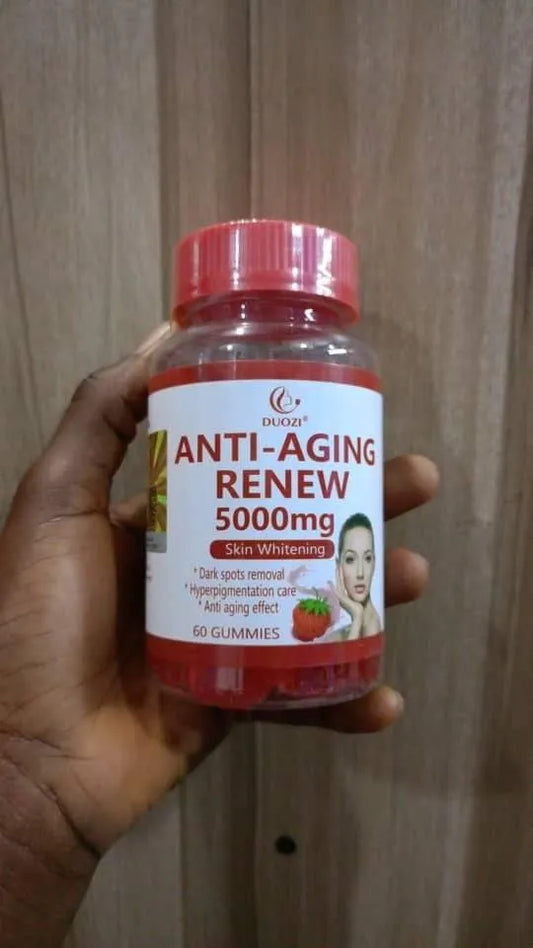 DUOZI®
ANTI-AGING
RENEW
5000mg
Skin Whitening
* Dark spots removal
* Hyperpigmentation care
* Anti aging effect
60 GUMMIES